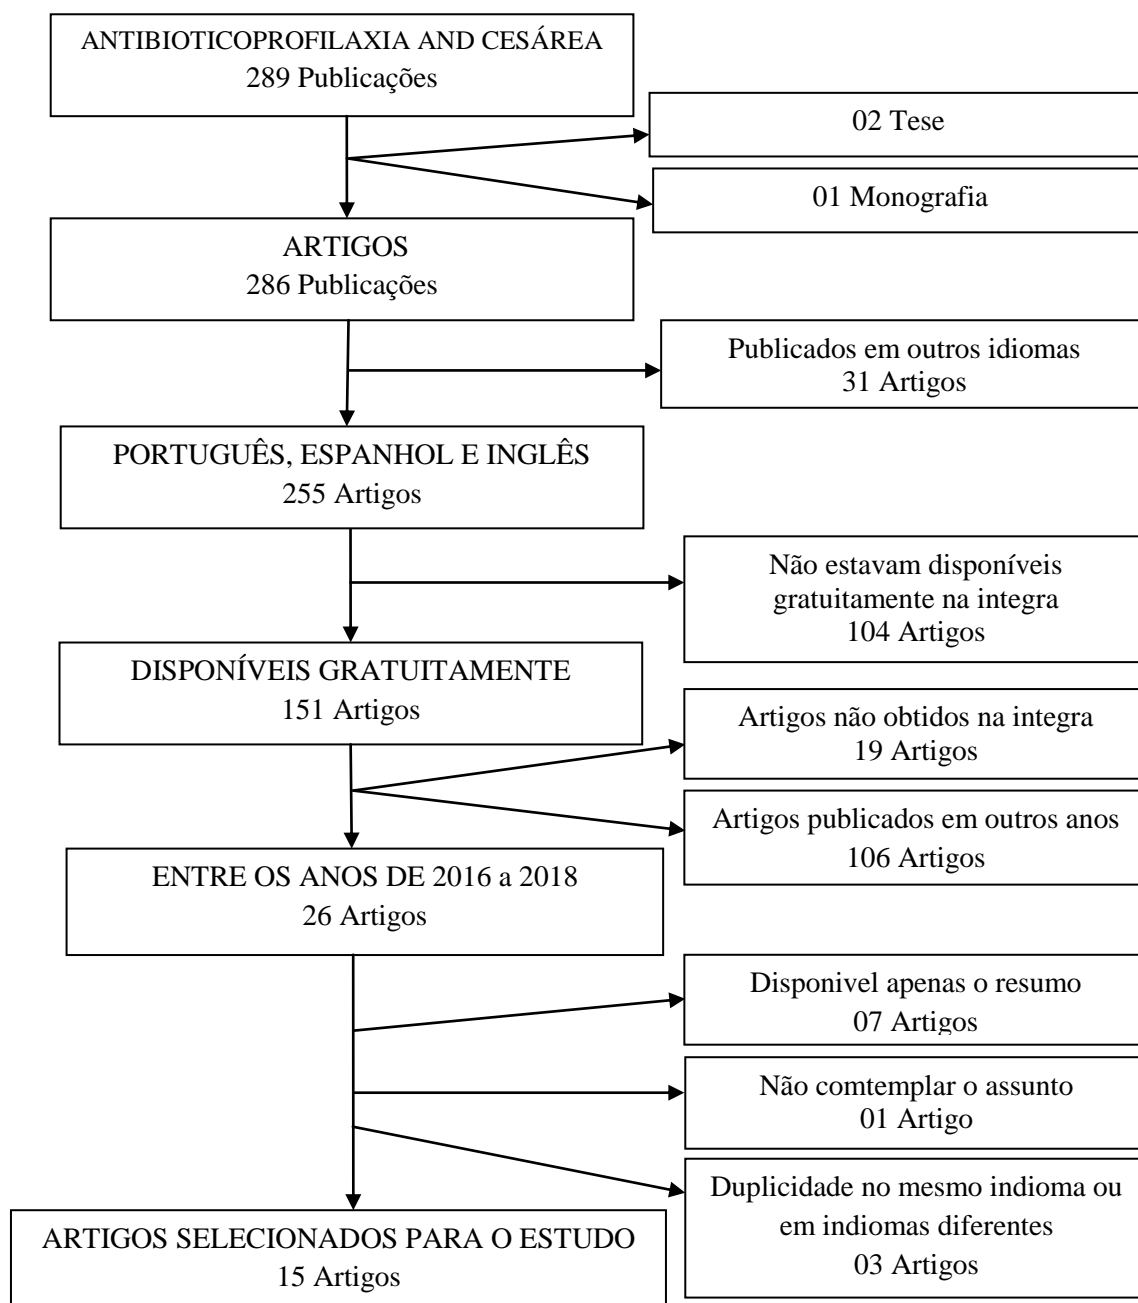 ANTIBIOTICOPROFILAXIA AND CESÁREA
289 Publicações
02 Tese
01 Monografia
ARTIGOS
286 Publicações
Publicados em outros idiomas
31 Artigos
PORTUGUÊS, ESPANHOL E INGLÊS
255 Artigos
Não estavam disponíveis
gratuitamente na integra
104 Artigos
DISPONÍVEIS GRATUITAMENTE
151 Artigos
Artigos não obtidos na integra
19 Artigos
Artigos publicados em outros anos
106 Artigos
ENTRE OS ANOS DE 2016 a 2018
26 Artigos
Disponivel apenas o resumo
07 Artigos
Não comtemplar o assunto
01 Artigo
Duplicidade no mesmo indioma ou
em indiomas diferentes
03 Artigos
ARTIGOS SELECIONADOS PARA O ESTUDO
15 Artigos